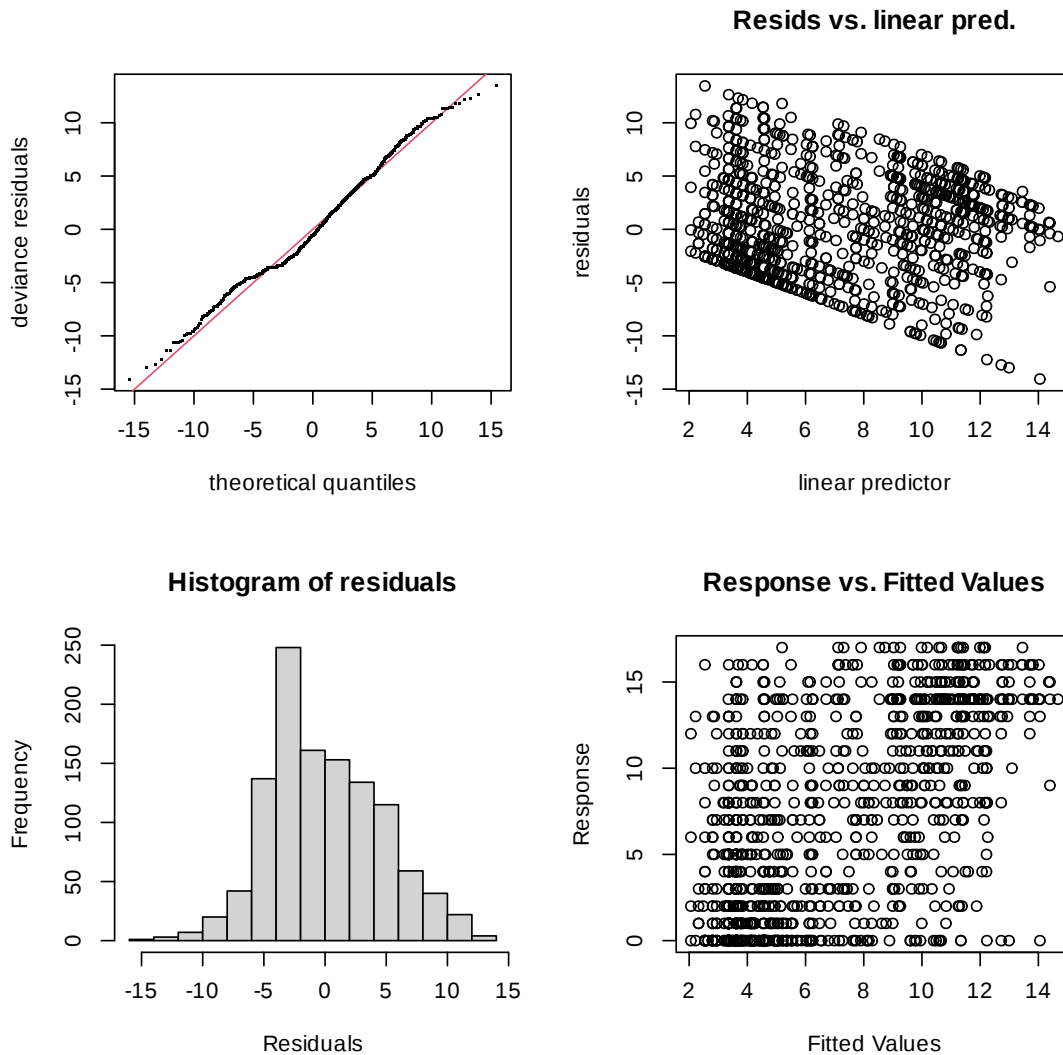 deviance residuals
10
5
0
-5
-10
-15
-15 -10 -5 0 5 10 15
theoretical quantiles
Resids vs. linear pred.
residuals
10
5
0
-5
-10
-15
2 4 6 8 10 12 14
linear predictor
Histogram of residuals
Frequency
250
200
150
100
50
0
-15 -10 -5 0 5 10 15
Residuals
Response vs. Fitted Values
Response
15
10
5
0
2 4 6 8 10 12 14
Fitted Values